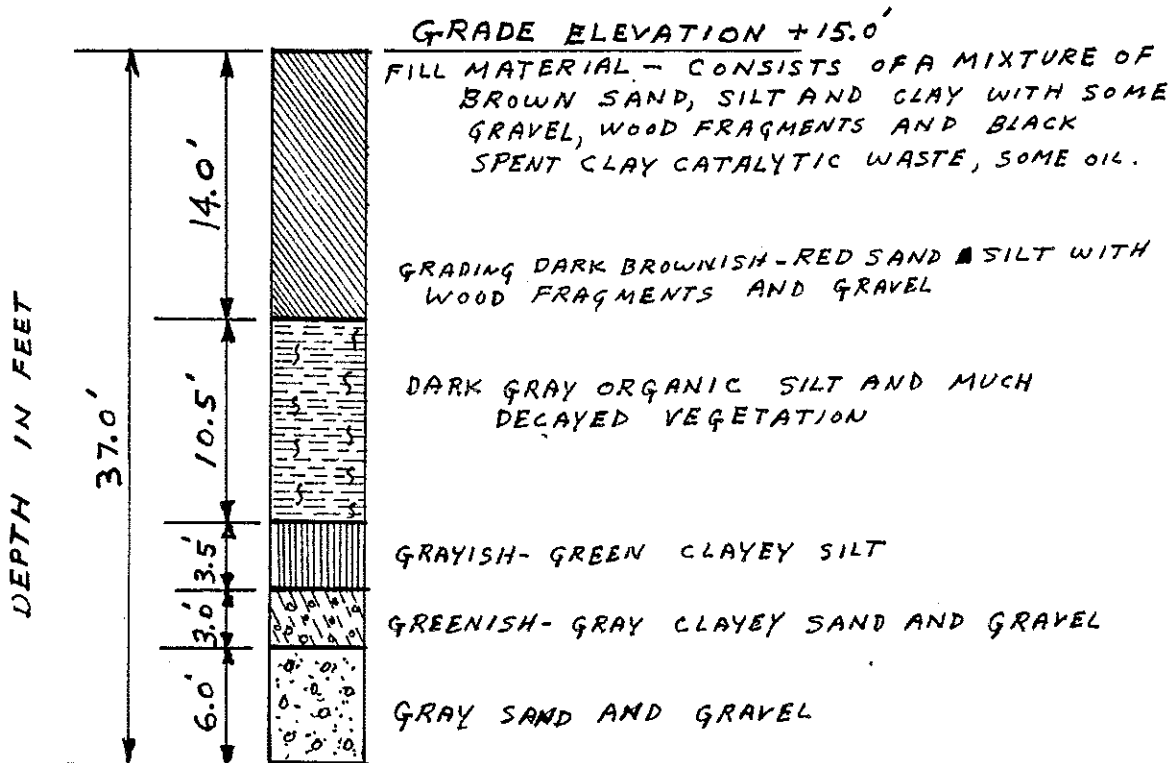 GRADE ELEVATION +15.0'
FILL MATERIAL - CONSISTS OF A MIXTURE OF
BROWN SAND, SILT AND CLAY WITH SOME
GRAVEL, WOOD FRAGMENTS AND BLACK
SPENT CLAY CATALYTIC WASTE, SOME OIL.
GRADING DARK BROWNISH-RED SAND SILT WITH
WOOD FRAGMENTS AND GRAVEL
DARK GRAY ORGANIC SILT AND MUCH
DECAYED VEGETATION
GRAYISH-GREEN CLAYEY SILT
GREENISH-GRAY CLAYEY SAND AND GRAVEL
GRAY SAND AND GRAVEL
DEPTH IN FEET
37.0'
14.0'
10.5'
3.5'
3.0'
6.0'